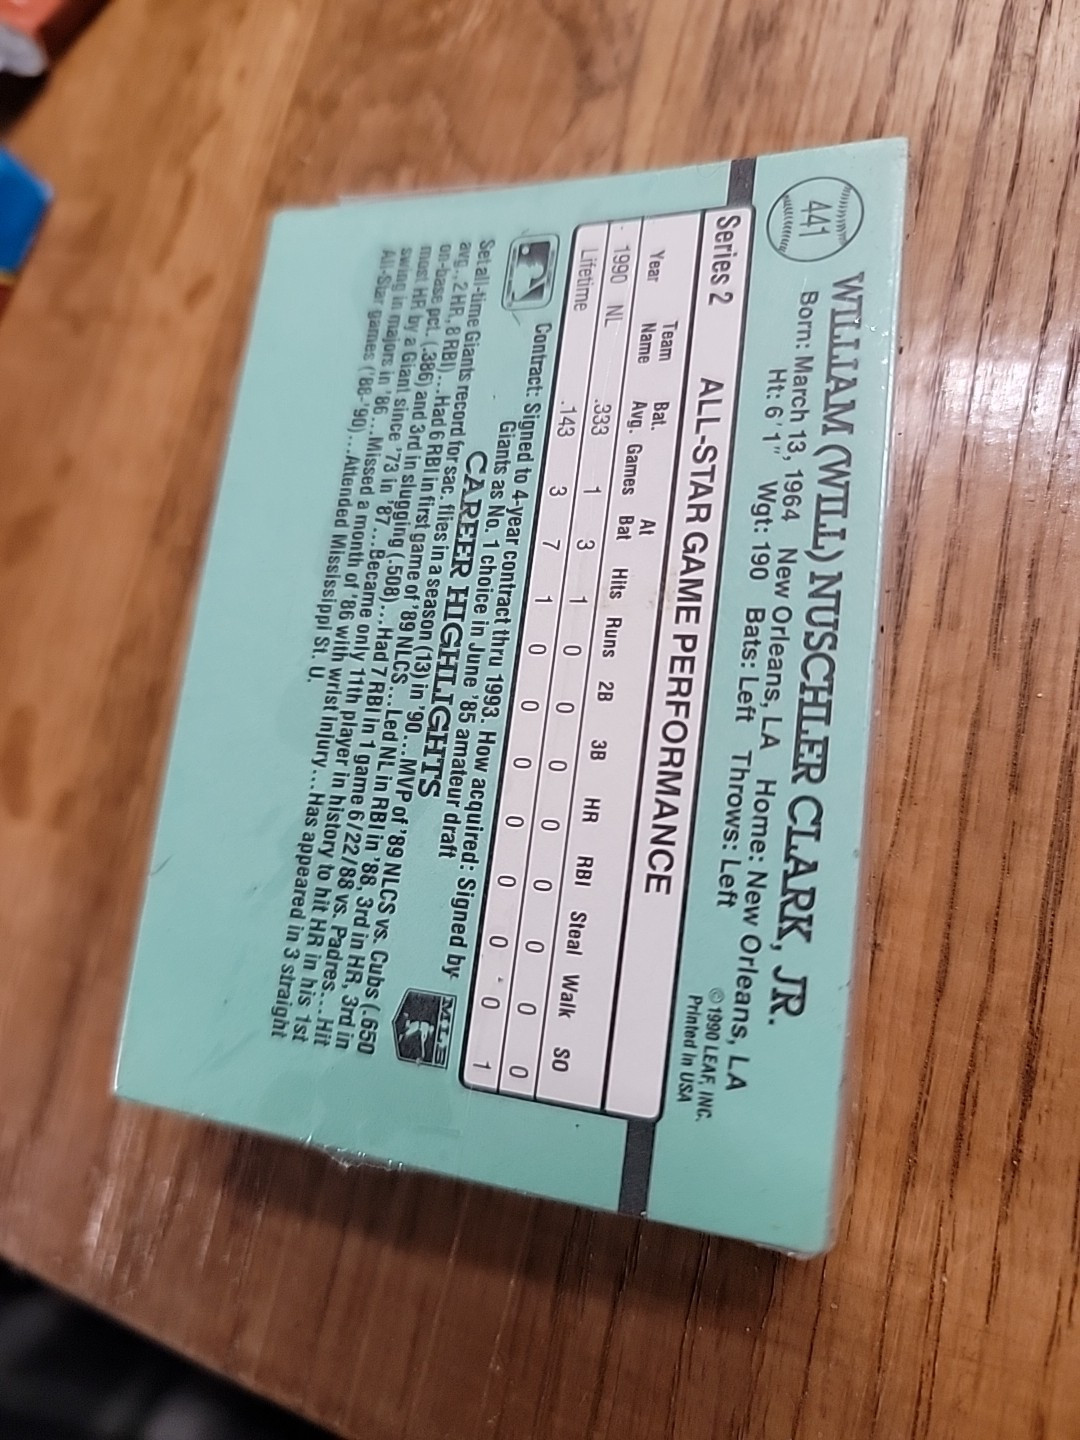 441
WILLIAM (WILL) NUSCHLER CLARK, JR.
Born: March 13, 1964 New Orleans, LA Home: New Orleans, LA
Ht: 6'1" Wgt: 190 Bats: Left Throws: Left
©1990 LEAF, INC.
Printed in USA
Series 2 ALL-STAR GAME PERFORMANCE
Year Team Name Bat. Avg. Games At Bat Hits Runs 2B 3B HR RBI Steal Walk SO
1990 NL .333 1 3 1 0 0 0 0 0 0 0 0
Lifetime .143 3 7 1 0 0 0 0 0 0 0 1
Contract: Signed to 4-year contract thru 1993. How acquired: Signed by
Giants as No. 1 choice in June '85 amateur draft
MLB
CAREER HIGHLIGHTS
Set all-time Giants record for sac. flies in a season (13) in '90...MVP of '89 NLCS vs. Cubs (.650
avg., 2 HR, 8 RBI)...Had 6 RBI in first game of '89 NLCS...Led NL in RBI in '88, 3rd in HR, 3rd in
on-base pct. (.386) and 3rd in slugging (.508)...Had 7 RBI in 1 game 6/22/88 vs. Padres...Hit
most HR by a Giant since '73 in '87...Became only 11th player in history to hit HR in his 1st
swing in majors in '86...Missed a month of '86 with wrist injury...Has appeared in 3 straight
All-Star games ('88-'90)...Attended Mississippi St. U.